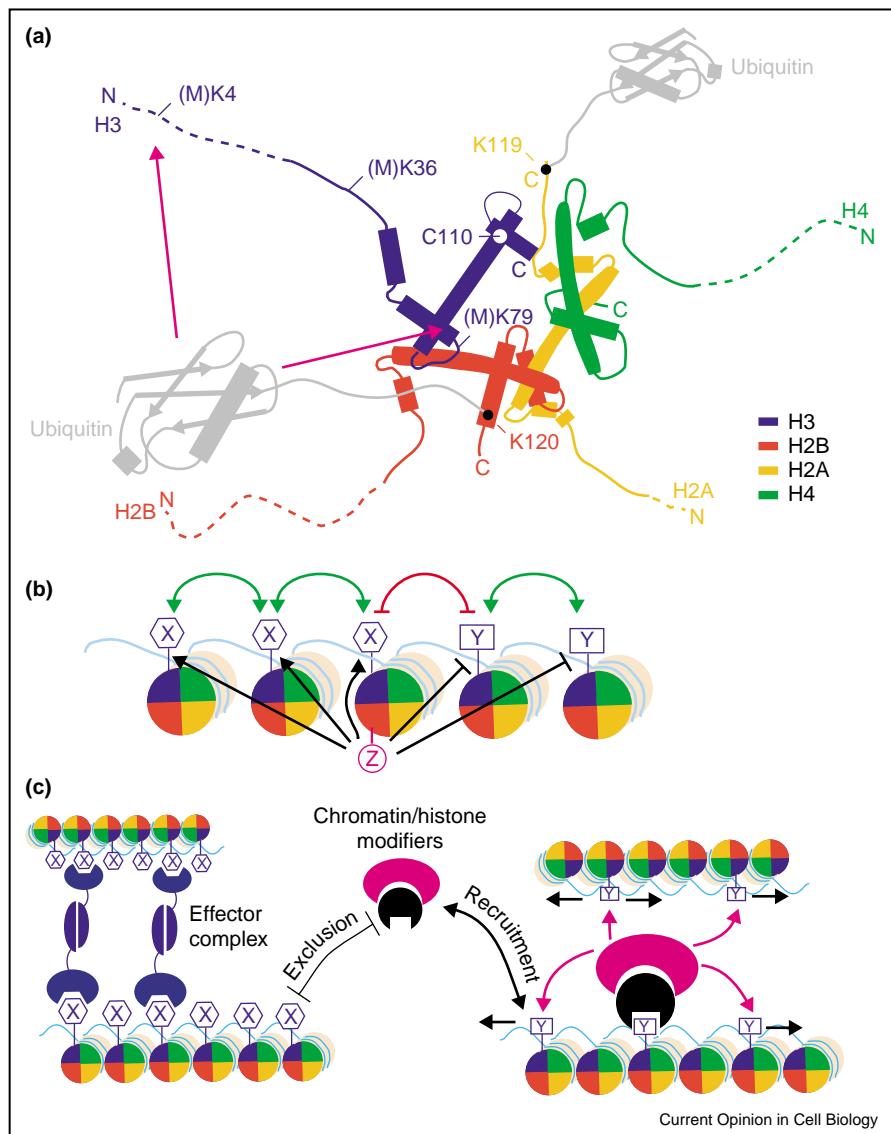 (a)
Ubiquitin
N
(M)K4
H3
K119
C
(M)K36
H4
N
C110
C
C
(M)K79
Ubiquitin
K120
C
H2B
N
H2A
N
H3
H2B
H2A
H4
(b)
X
X
X
Y
Y
Z
(c)
Chromatin/histone
modifiers
X
X
X
X
X
X
Effector
complex
Exclusion
Recruitment
Y
Y
X
X
X
X
X
X
Y
Y
Y
Current Opinion in Cell Biology